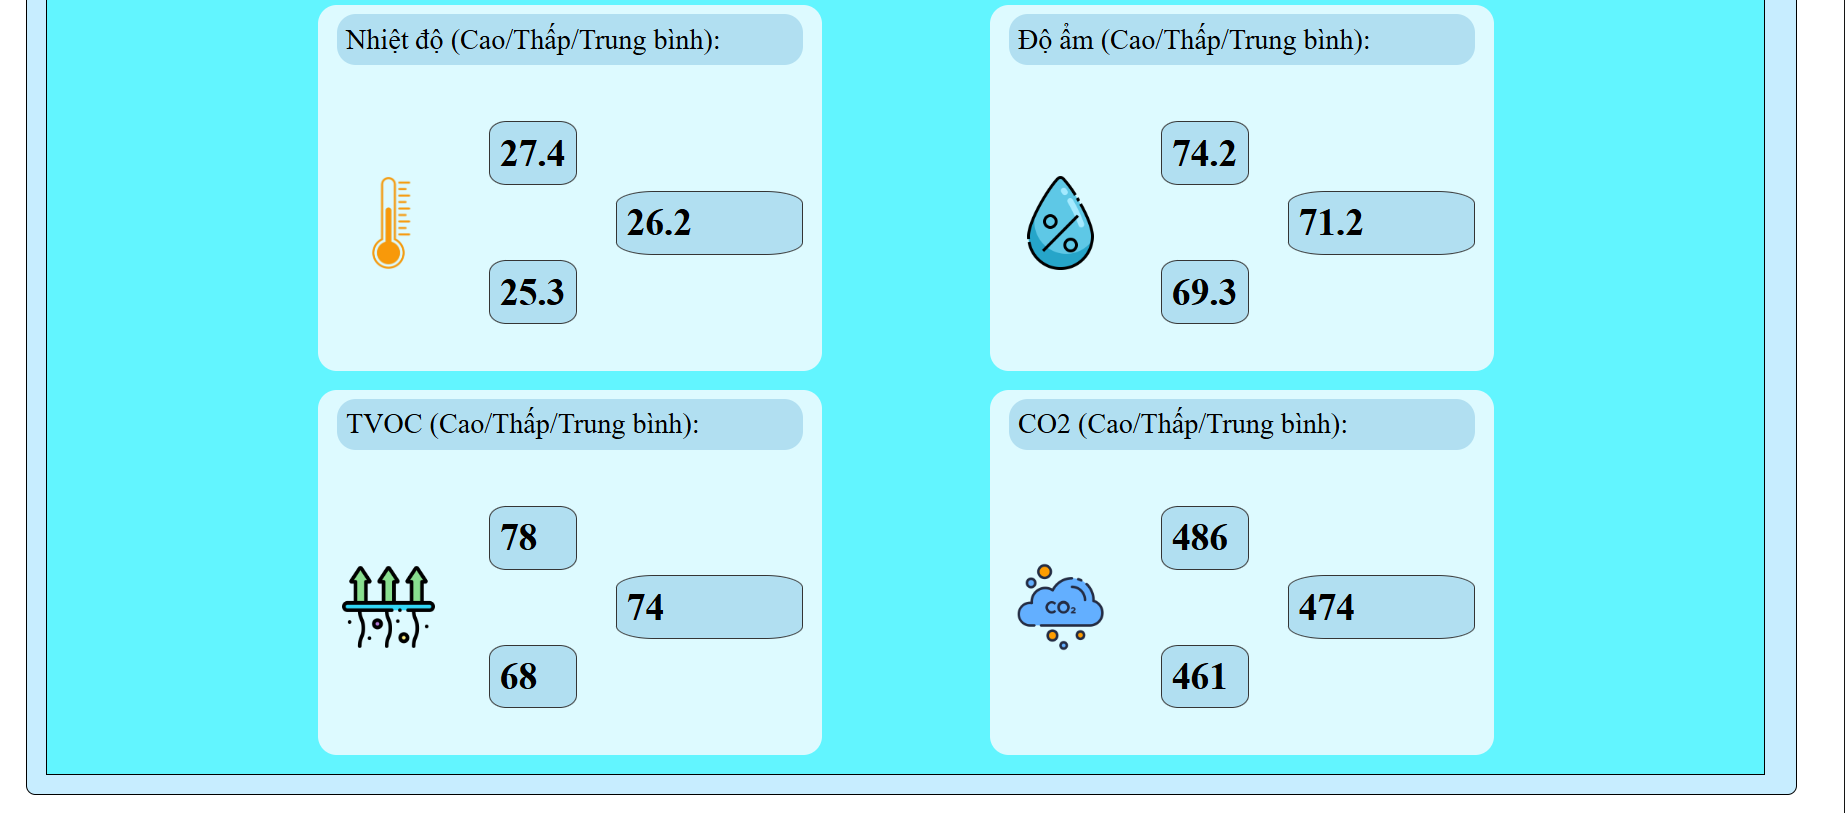 Nhiệt độ (Cao/Thấp/Trung bình):
27.4
26.2
25.3
Độ ẩm (Cao/Thấp/Trung bình):
74.2
71.2
69.3
TVOC (Cao/Thấp/Trung bình):
78
74
68
CO2 (Cao/Thấp/Trung bình):
486
CO₂
474
461